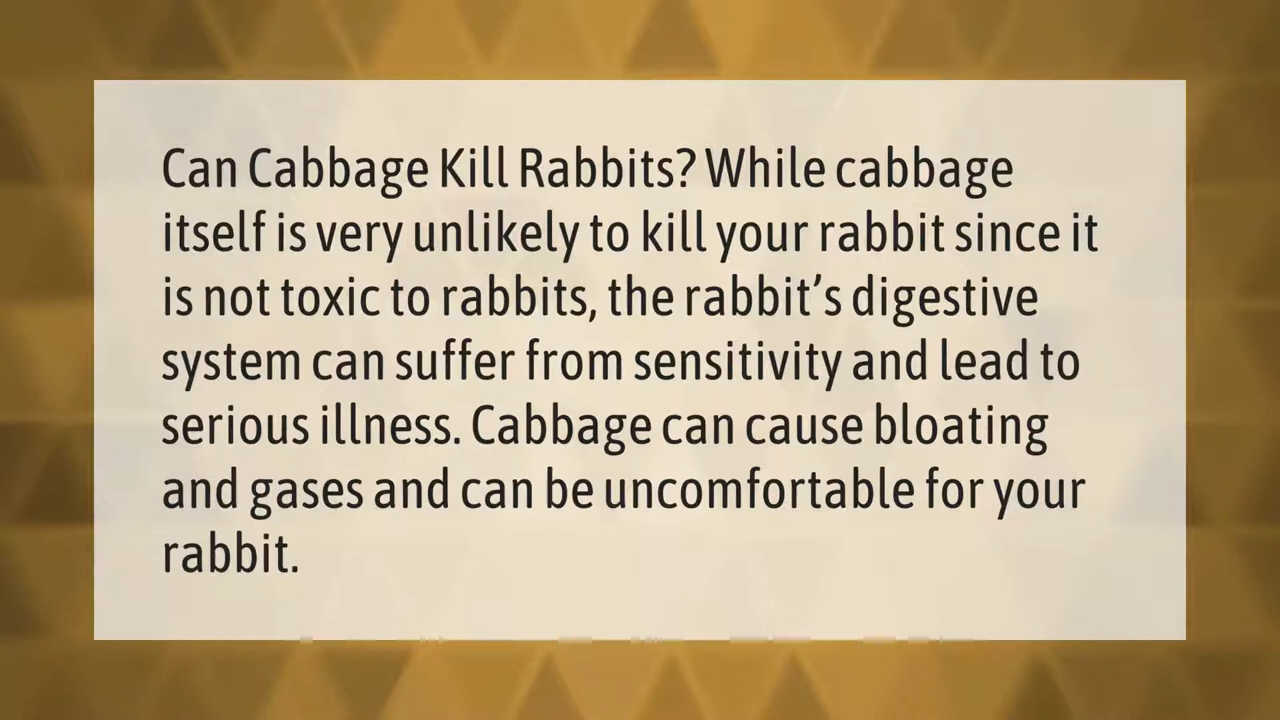 Can Cabbage Kill Rabbits? While cabbage
itself is very unlikely to kill your rabbit since it
is not toxic to rabbits, the rabbit’s digestive
system can suffer from sensitivity and lead to
serious illness. Cabbage can cause bloating
and gases and can be uncomfortable for your
rabbit.